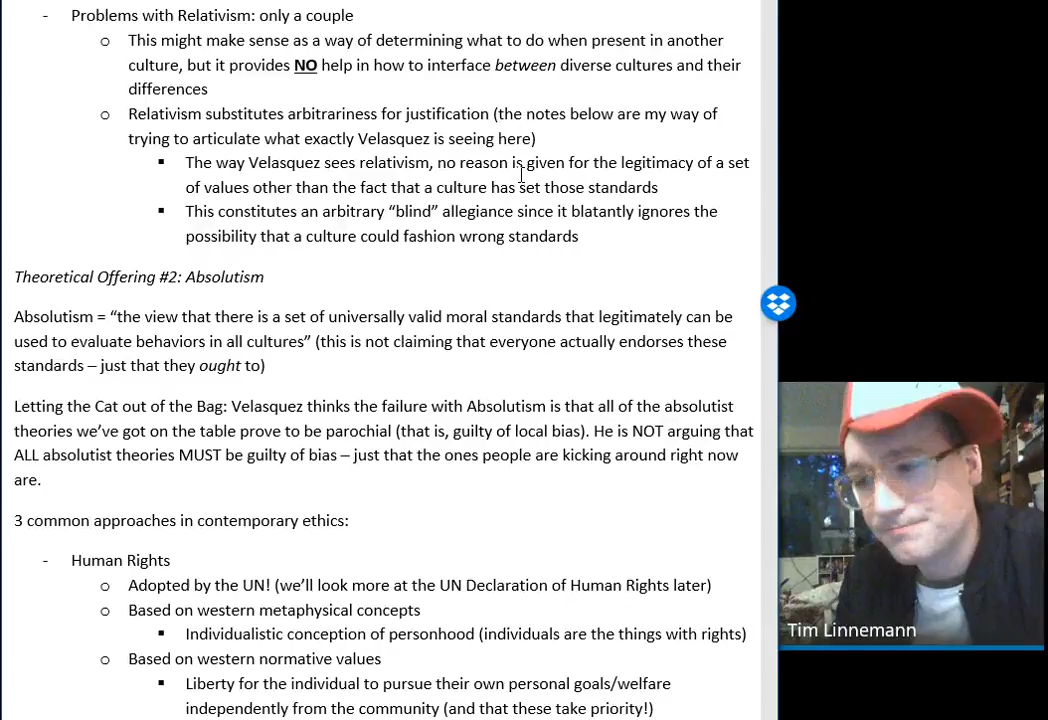 - Problems with Relativism: only a couple
o This might make sense as a way of determining what to do when present in another
culture, but it provides NO help in how to interface between diverse cultures and their
differences
o Relativism substitutes arbitrariness for justification (the notes below are my way of
trying to articulate what exactly Velasquez is seeing here)
▪ The way Velasquez sees relativism, no reason is given for the legitimacy of a set
of values other than the fact that a culture has set those standards
▪ This constitutes an arbitrary “blind” allegiance since it blatantly ignores the
possibility that a culture could fashion wrong standards
Theoretical Offering #2: Absolutism
Absolutism = “the view that there is a set of universally valid moral standards that legitimately can be
used to evaluate behaviors in all cultures” (this is not claiming that everyone actually endorses these
standards – just that they ought to)
Letting the Cat out of the Bag: Velasquez thinks the failure with Absolutism is that all of the absolutist
theories we’ve got on the table prove to be parochial (that is, guilty of local bias). He is NOT arguing that
ALL absolutist theories MUST be guilty of bias – just that the ones people are kicking around right now
are.
3 common approaches in contemporary ethics:
- Human Rights
o Adopted by the UN! (we’ll look more at the UN Declaration of Human Rights later)
o Based on western metaphysical concepts
▪ Individualistic conception of personhood (individuals are the things with rights)
o Based on western normative values
▪ Liberty for the individual to pursue their own personal goals/welfare
independently from the community (and that these take priority!)
Tim Linnemann